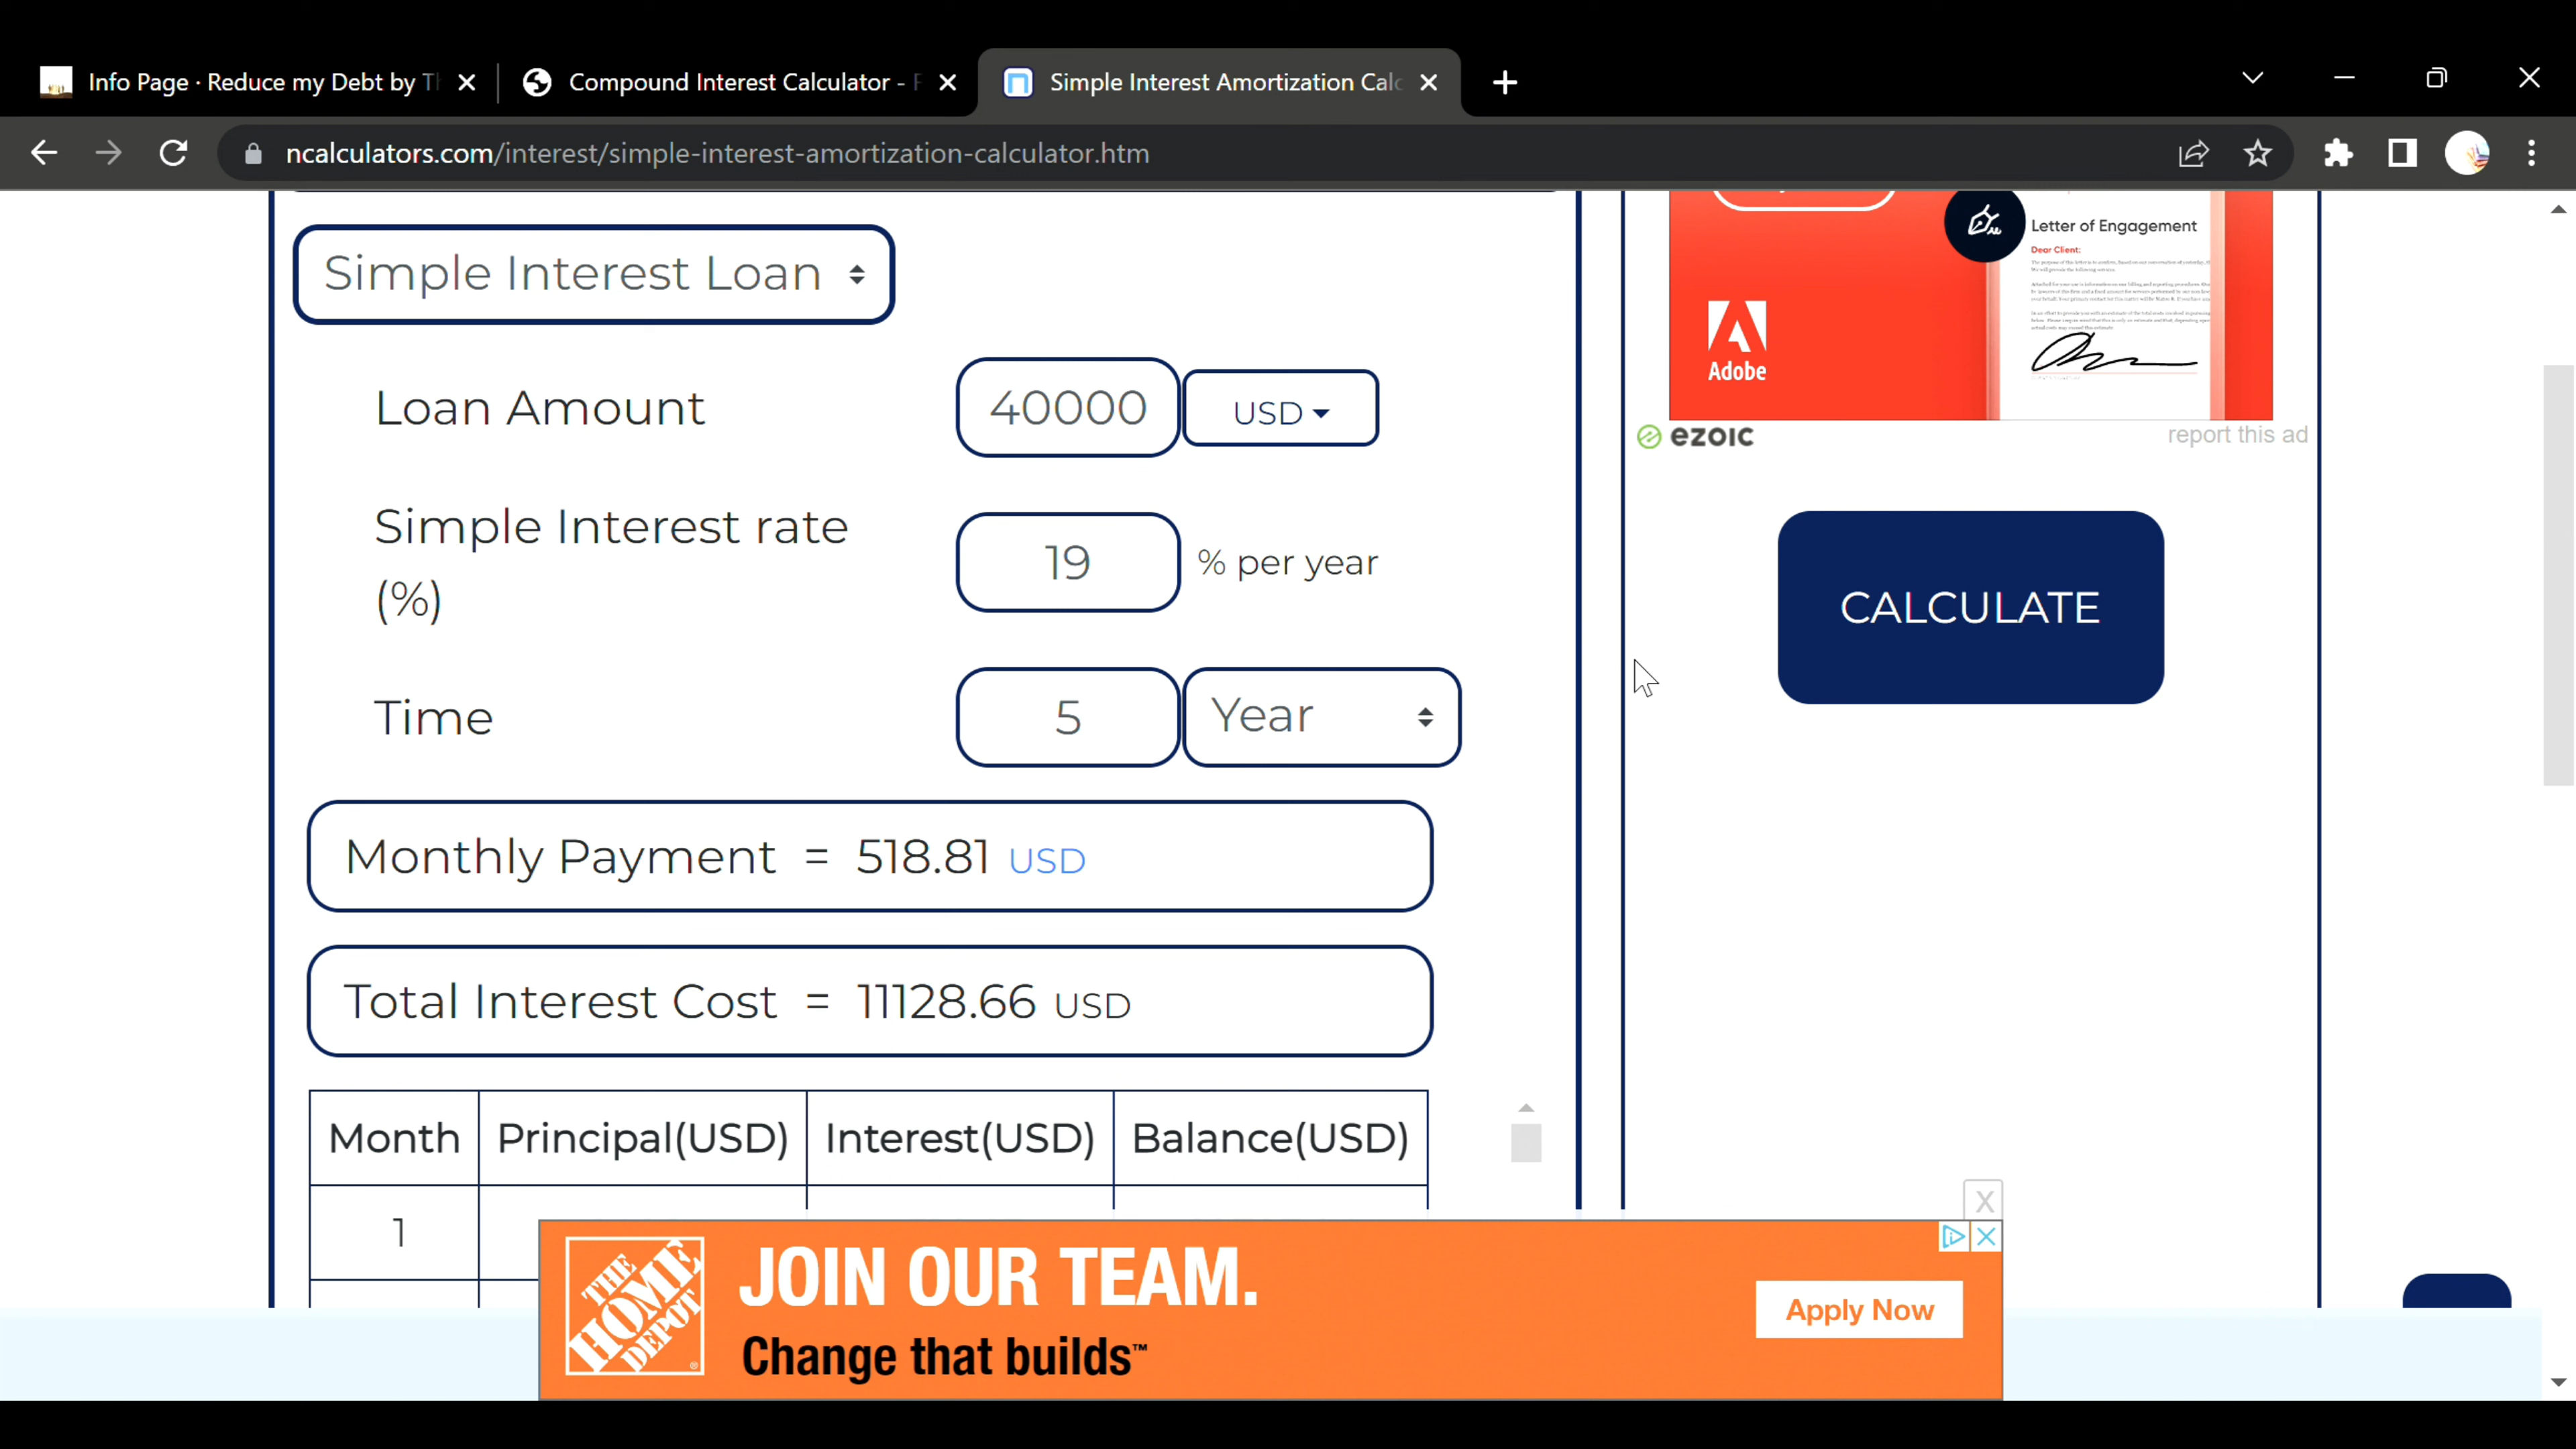 Info Page · Reduce my Debt by Th
Compound Interest Calculator - F
Simple Interest Amortization Calc
ncalculators.com/interest/simple-interest-amortization-calculator.htm
Simple Interest Loan
Loan Amount
40000
USD
Simple Interest rate
(%)
19
% per year
Time
5
Year
Monthly Payment = 518.81 USD
Total Interest Cost = 11128.66 USD
Month
Principal(USD)
Interest(USD)
Balance(USD)
1
Letter of Engagement
Dear Client:
Adobe
ezoic
report this ad
CALCULATE
X
THE
HOME
DEPOT
JOIN OUR TEAM.
Change that builds™
Apply Now